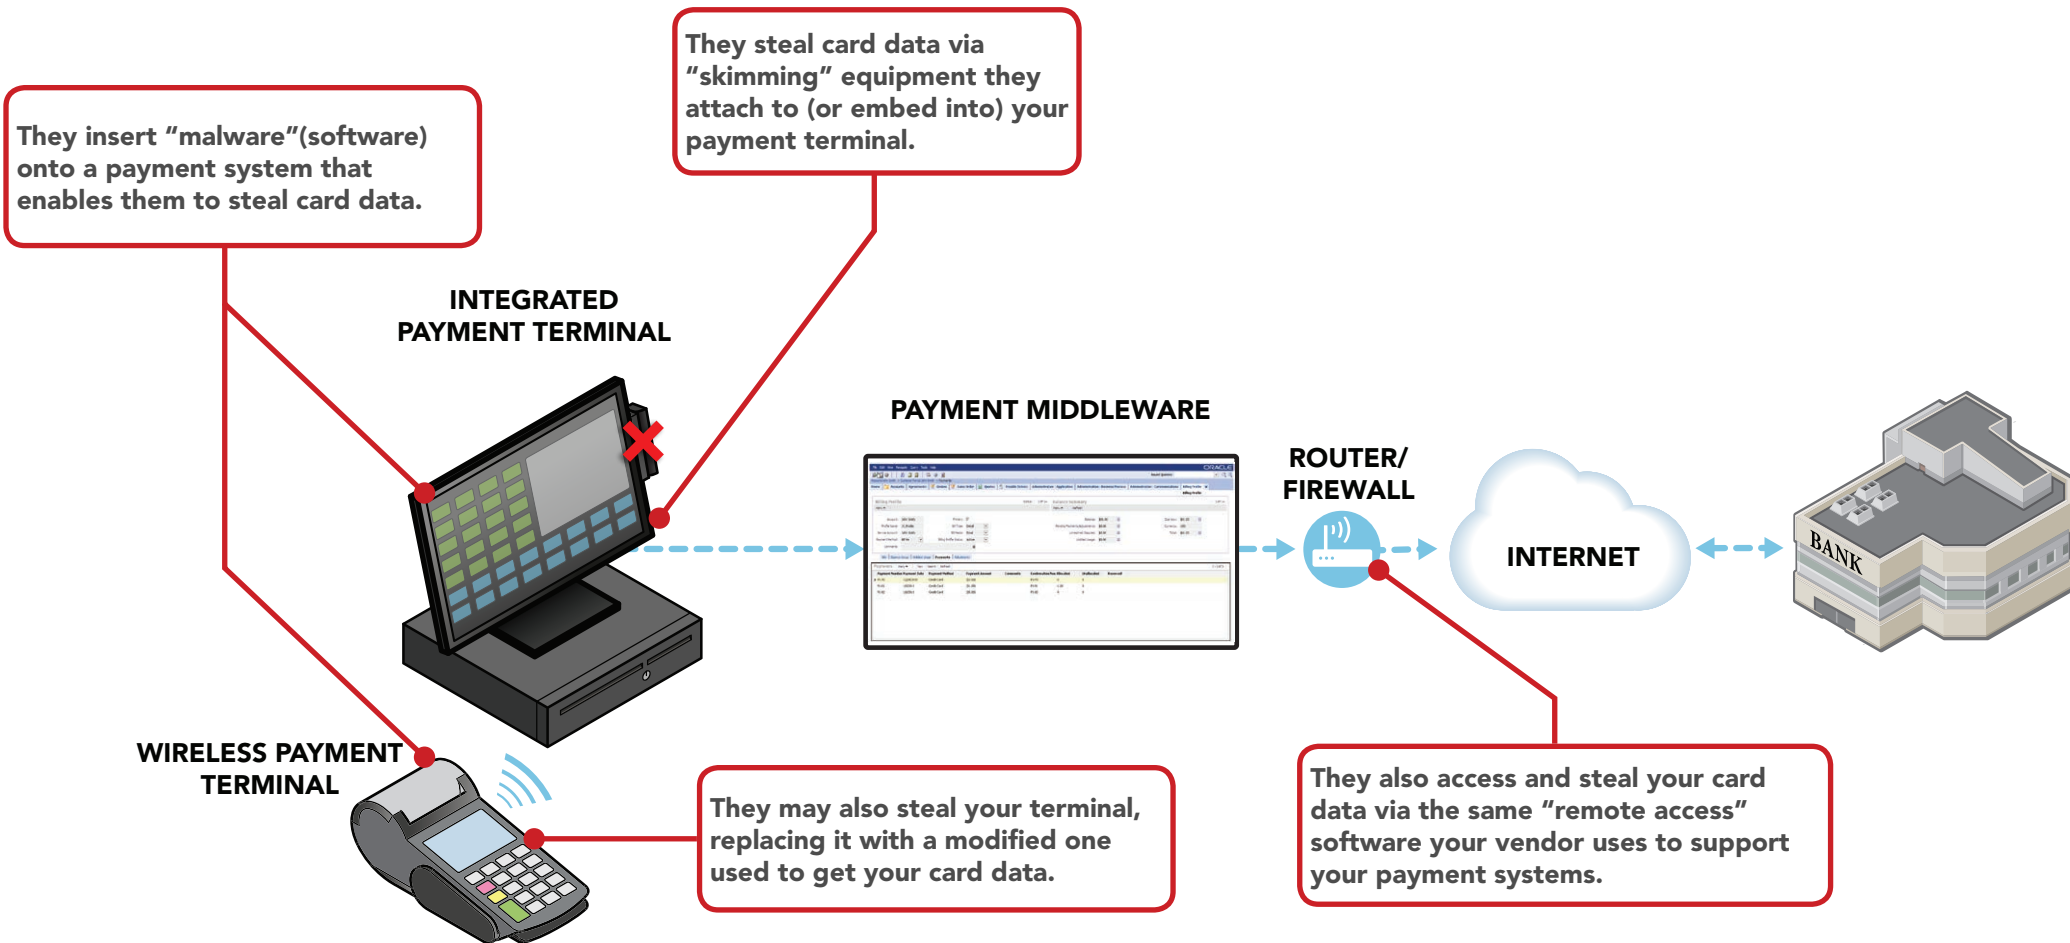 They steal card data via
“skimming” equipment they
attach to (or embed into) your
payment terminal.
They insert “malware”(software)
onto a payment system that
enables them to steal card data.
INTEGRATED
PAYMENT TERMINAL
PAYMENT MIDDLEWARE
ORACLE
ROUTER/
FIREWALL
INTERNET
BANK
WIRELESS PAYMENT
TERMINAL
They may also steal your terminal,
replacing it with a modified one
used to get your card data.
They also access and steal your card
data via the same “remote access”
software your vendor uses to support
your payment systems.